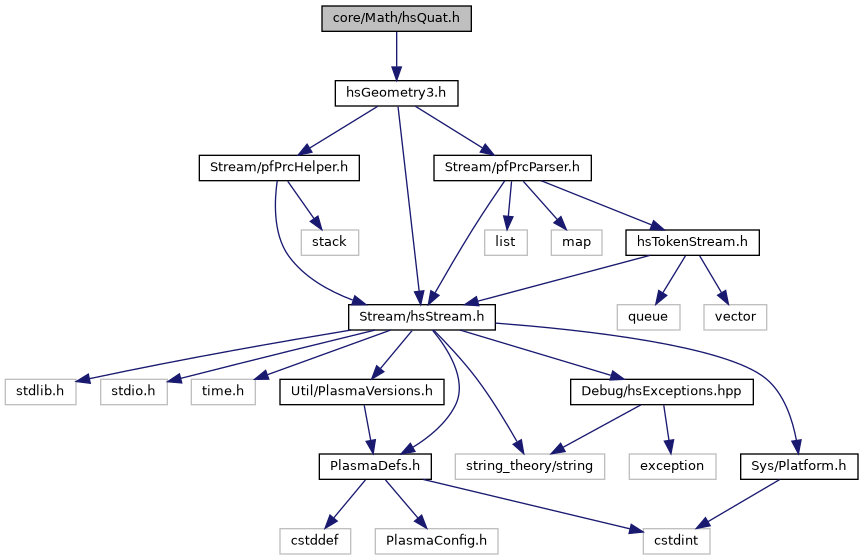 core/Math/hsQuat.h
hsGeometry3.h
Stream/pfPrcHelper.h
Stream/pfPrcParser.h
stack
list
map
hsTokenStream.h
Stream/hsStream.h
queue
vector
stdlib.h
stdio.h
time.h
Util/PlasmaVersions.h
Debug/hsExceptions.hpp
PlasmaDefs.h
string_theory/string
exception
Sys/Platform.h
cstddef
PlasmaConfig.h
cstdint